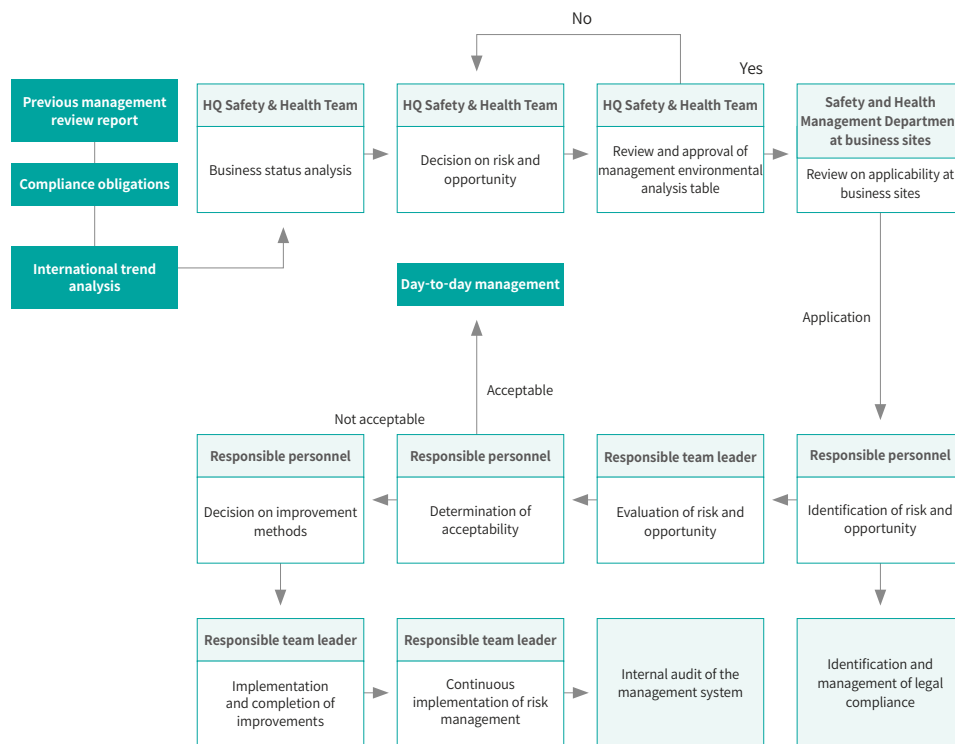 No
Yes
Previous management
review report
Compliance obligations
International trend
analysis
HQ Safety & Health Team
Business status analysis
HQ Safety & Health Team
Decision on risk and
opportunity
HQ Safety & Health Team
Review and approval of
management environmental
analysis table
Safety and Health
Management Departmen
at business sites
Review on applicability at
business sites
Day-to-day management
Application
Acceptable
Not acceptable
Responsible personnel
Decision on improvement
methods
Responsible personnel
Determination of
acceptability
Responsible team leader
Evaluation of risk and
opportunity
Responsible personnel
Identification of risk and
opportunity
Responsible team leader
Implementation
and completion of
improvements
Responsible team leader
Continuous
implementation of risk
management
Internal audit of the
management system
Identification and
management of legal
compliance